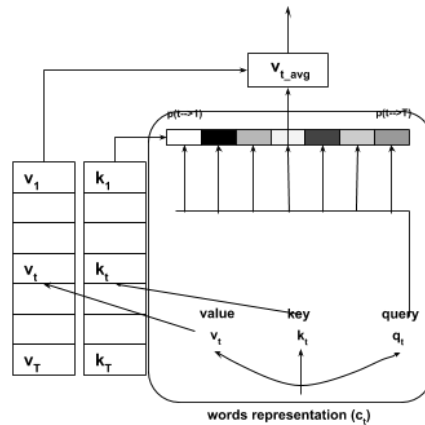 v_t_avg
p(t-->1) p(t-->T)
v_1 k_1
v_t k_t
value key query
v_t k_t q_t
v_T k_T
words representation (c_t)